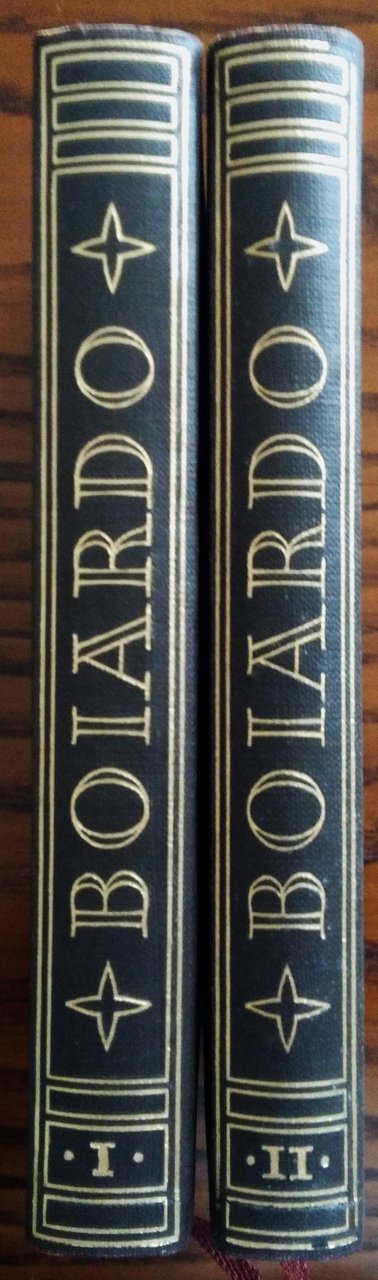 BOIARDO
· I ·
BOIARDO
· II ·